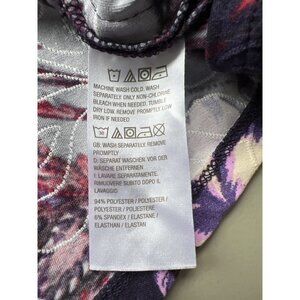 MACHINE WASH COLD. WASH
SEPARATELY ONLY NON-CHLORINE
BLEACH WHEN NEEDED. TUMBLE
DRY LOW. REMOVE PROMPTLY LOW
IRON IF NEEDED
30
GB: WASH SEPARATELY. REMOVE
PROMPTLY
D: SEPARAT WASCHEN. VOR DER
WÄSCHE ENTFERNEN
I: LAVARE SEPARATAMENTE.
RIMUOVERE SUBITO DOPO IL
LAVAGGIO
94% POLYESTER / POLYESTER /
POLYESTER / POLIESTERE
6% SPANDEX / ELASTANE /
ELASTHAN / ELASTAN